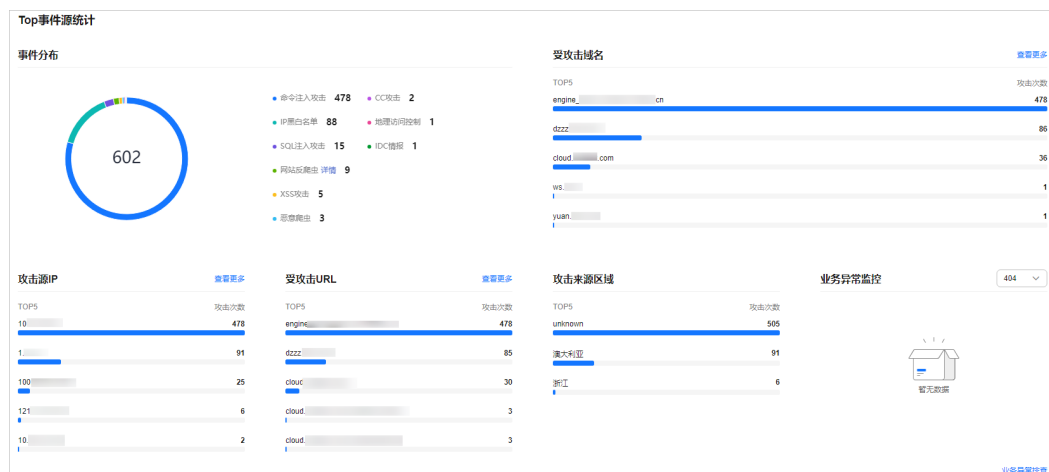 Top事件源统计
事件分布
602
命令注入攻击 478
IP黑白名单 88
SQL注入攻击 15
网站反爬虫 详情 9
XSS攻击 5
恶意爬虫 3
CC攻击 2
地理访问控制 1
IDC情报 1
受攻击域名 查看更多
TOP5 攻击次数
engine_ cn 478
dzzz 86
cloud. .com 36
ws. 1
yuan. 1
攻击源IP 查看更多
TOP5 攻击次数
10 478
1. 91
100 25
121 6
10. 2
受攻击URL 查看更多
TOP5 攻击次数
engine 478
dzzz 85
cloud 30
cloud. 3
cloud. 3
攻击来源区域
TOP5 攻击次数
unknown 505
澳大利亚 91
浙江 6
业务异常监控 404
暂无数据